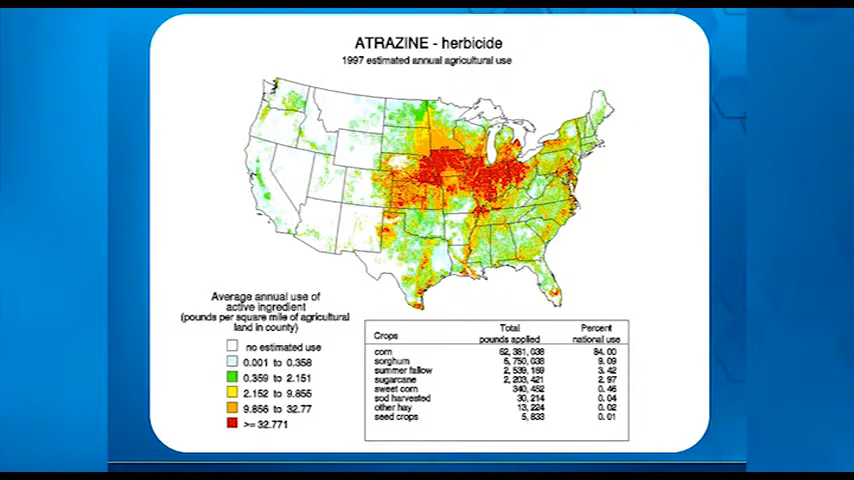 ATRAZINE - herbicide
1997 estimated annual agricultural use
Average annual use of
active ingredient
(pounds per square mile of agricultural
land in county)
no estimated use
0.001 to 0.358
0.359 to 2.151
2.152 to 9.855
9.856 to 32.77
>= 32.771
Crops Total pounds applied Percent national use
corn 62,381,038 84.00
sorghum 6,750,038 9.09
summer fallow 2,539,169 3.42
sugarcane 2,203,421 2.97
sweet corn 340,452 0.46
sod harvested 30,214 0.04
other hay 13,224 0.02
seed crops 5,833 0.01